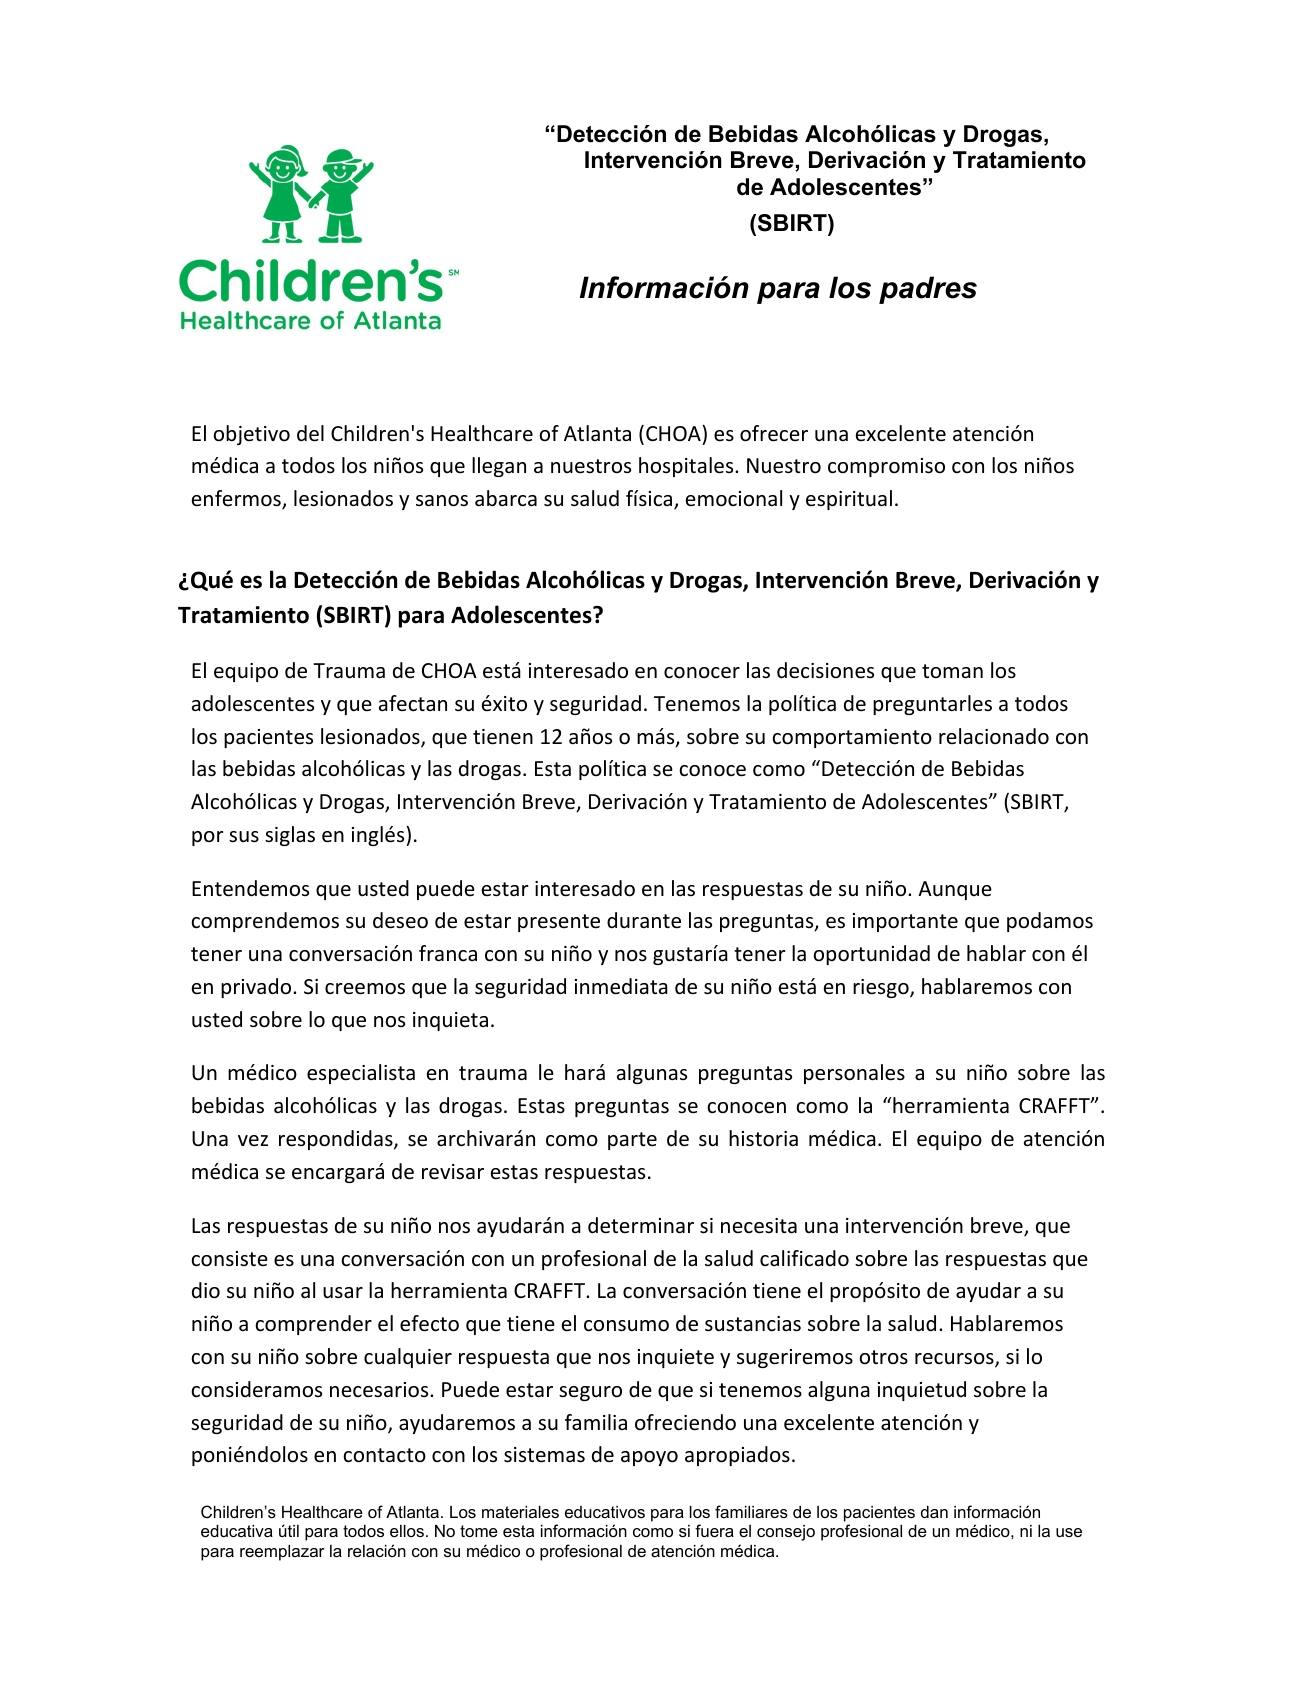 “Detección de Bebidas Alcohólicas y Drogas,
Intervención Breve, Derivación y Tratamiento
de Adolescentes”
(SBIRT)
Children’s℠
Healthcare of Atlanta
Información para los padres
El objetivo del Children's Healthcare of Atlanta (CHOA) es ofrecer una excelente atención
médica a todos los niños que llegan a nuestros hospitales. Nuestro compromiso con los niños
enfermos, lesionados y sanos abarca su salud física, emocional y espiritual.
¿Qué es la Detección de Bebidas Alcohólicas y Drogas, Intervención Breve, Derivación y
Tratamiento (SBIRT) para Adolescentes?
El equipo de Trauma de CHOA está interesado en conocer las decisiones que toman los
adolescentes y que afectan su éxito y seguridad. Tenemos la política de preguntarles a todos
los pacientes lesionados, que tienen 12 años o más, sobre su comportamiento relacionado con
las bebidas alcohólicas y las drogas. Esta política se conoce como “Detección de Bebidas
Alcohólicas y Drogas, Intervención Breve, Derivación y Tratamiento de Adolescentes” (SBIRT,
por sus siglas en inglés).
Entendemos que usted puede estar interesado en las respuestas de su niño. Aunque
comprendemos su deseo de estar presente durante las preguntas, es importante que podamos
tener una conversación franca con su niño y nos gustaría tener la oportunidad de hablar con él
en privado. Si creemos que la seguridad inmediata de su niño está en riesgo, hablaremos con
usted sobre lo que nos inquieta.
Un médico especialista en trauma le hará algunas preguntas personales a su niño sobre las
bebidas alcohólicas y las drogas. Estas preguntas se conocen como la “herramienta CRAFFT”.
Una vez respondidas, se archivarán como parte de su historia médica. El equipo de atención
médica se encargará de revisar estas respuestas.
Las respuestas de su niño nos ayudarán a determinar si necesita una intervención breve, que
consiste es una conversación con un profesional de la salud calificado sobre las respuestas que
dio su niño al usar la herramienta CRAFFT. La conversación tiene el propósito de ayudar a su
niño a comprender el efecto que tiene el consumo de sustancias sobre la salud. Hablaremos
con su niño sobre cualquier respuesta que nos inquiete y sugeriremos otros recursos, si lo
consideramos necesarios. Puede estar seguro de que si tenemos alguna inquietud sobre la
seguridad de su niño, ayudaremos a su familia ofreciendo una excelente atención y
poniéndolos en contacto con los sistemas de apoyo apropiados.
Children’s Healthcare of Atlanta. Los materiales educativos para los familiares de los pacientes dan información
educativa útil para todos ellos. No tome esta información como si fuera el consejo profesional de un médico, ni la use
para reemplazar la relación con su médico o profesional de atención médica.